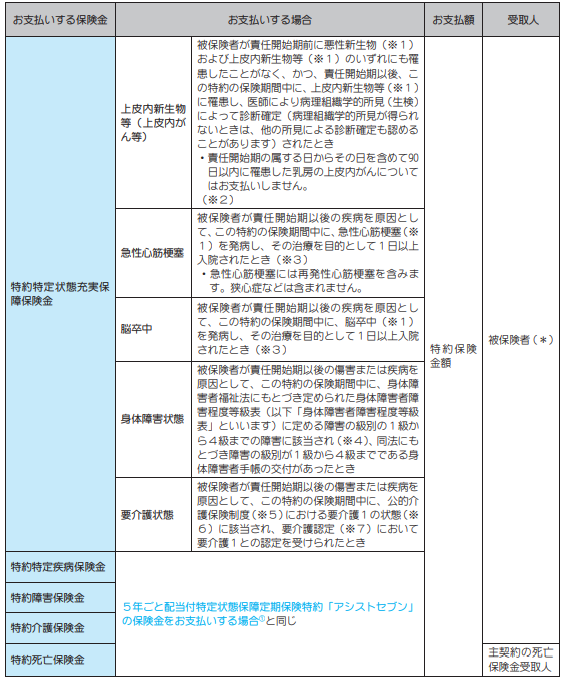 お支払いする保険金
お支払いする場合
お支払額
受取人
特約特定状態充実保
障保険金
上皮内新生物
等（上皮内が
ん等）
被保険者が責任開始期前に悪性新生物（※１）
および上皮内新生物等（※１）のいずれにも罹
患したことがなく、かつ、責任開始期以後、こ
の特約の保険期間中に、上皮内新生物等（※１）
に罹患し、医師により病理組織学的所見（生検）
によって診断確定（病理組織学的所見が得られ
ないときは、他の所見による診断確定も認める
ことがあります）されたとき
・責任開始期の属する日からその日を含めて90
日以内に罹患した乳房の上皮内がんについて
はお支払いしません。
（※２）
急性心筋梗塞
被保険者が責任開始期以後の疾病を原因とし
て、この特約の保険期間中に、急性心筋梗塞（※
１）を発病し、その治療を目的として１日以上
入院されたとき（※３）
・急性心筋梗塞には再発性心筋梗塞を含みま
す。狭心症などは含まれません。
脳卒中
被保険者が責任開始期以後の疾病を原因とし
て、この特約の保険期間中に、脳卒中（※１）
を発病し、その治療を目的として１日以上入院
されたとき（※３）
身体障害状態
被保険者が責任開始期以後の傷害または疾病を
原因として、この特約の保険期間中に、身体障
害者福祉法にもとづき定められた身体障害者障
害程度等級表（以下「身体障害者障害程度等級
表」といいます）に定める障害の級別の１級か
ら４級までの障害に該当され（※４）、同法にも
とづき障害の級別が１級から４級までである身
体障害者手帳の交付があったとき
要介護状態
被保険者が責任開始期以後の傷害または疾病を
原因として、この特約の保険期間中に、公的介
護保険制度（※５）における要介護１の状態（※
６）に該当され、要介護認定（※７）において
要介護１との認定を受けられたとき
特約保険
金額
被保険者（＊）
特約特定疾病保険金
特約障害保険金
特約介護保険金
特約死亡保険金
５年ごと配当付特定状態保障定期保険特約「アシストセブン」
の保険金をお支払いする場合①と同じ
主契約の死亡
保険金受取人